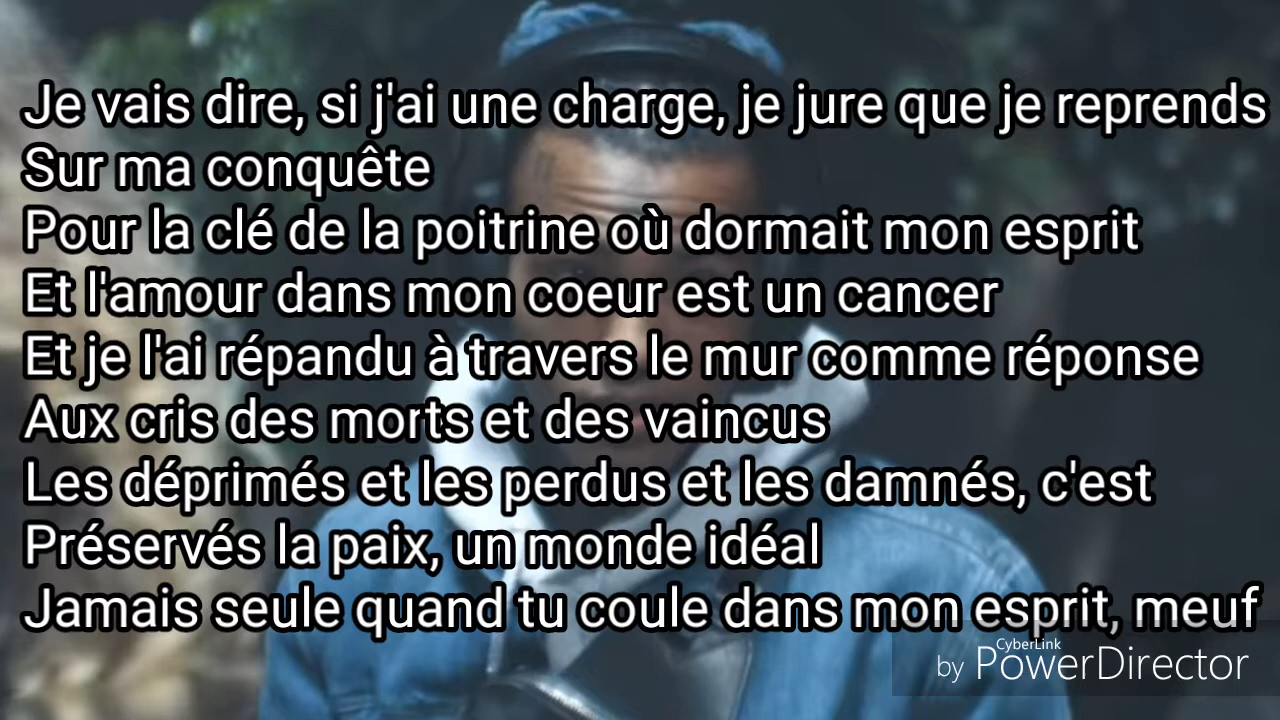 Je vais dire, si j'ai une charge, je jure que je reprends
Sur ma conquête
Pour la clé de la poitrine où dormait mon esprit
Et l'amour dans mon coeur est un cancer
Et je l'ai répandu à travers le mur comme réponse
Aux cris des morts et des vaincus
Les déprimés et les perdus et les damnés, c'est
Préservés la paix, un monde idéal
Jamais seule quand tu coule dans mon esprit, meuf
CyberLink
by PowerDirector